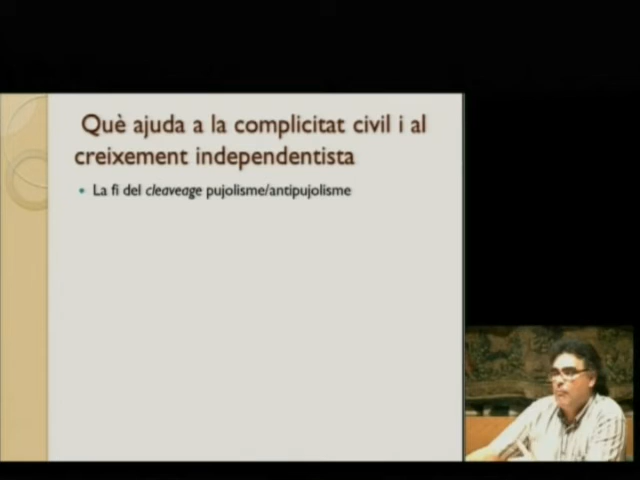 Què ajuda a la complicitat civil i al
creixement independentista
La fi del cleaveage pujolisme/antipujolisme